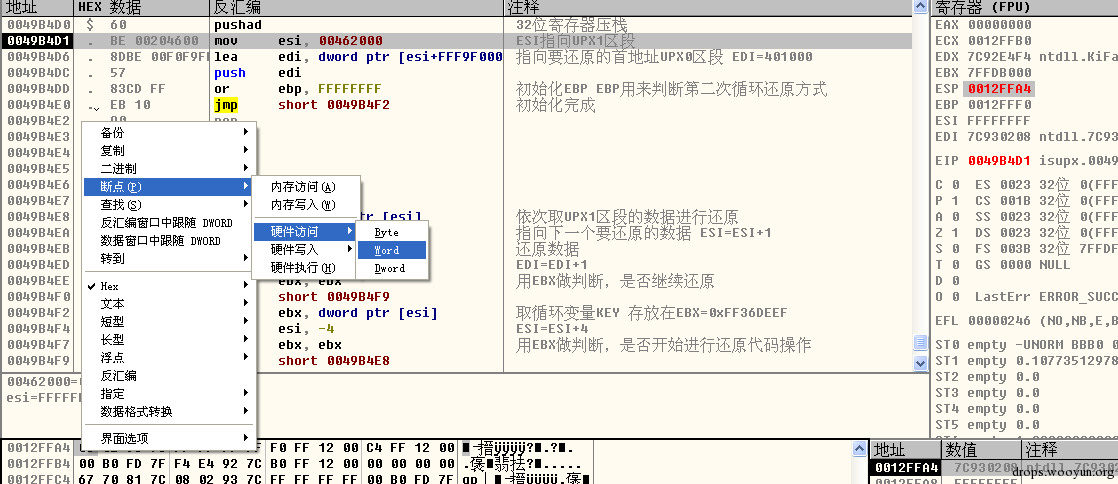 地址 HEX 数据 反汇编 注释
0049B4D0 $ 60 pushad 32位寄存器压栈
0049B4D1 . BE 00204600 mov esi, 00462000 ESI指向UPX1区段
0049B4D6 . 8DBE 00F0F9FF lea edi, dword ptr [esi+FFF9F000 指向要还原的首地址UPX0区段 EDI=401000
0049B4DC . 57 push edi
0049B4DD . 83CD FF or ebp, FFFFFFFF 初始化EBP EBP用来判断第二次循环还原方式
0049B4E0 . EB 10 jmp short 0049B4F2 初始化完成
0049B4E2
0049B4E3
0049B4E4
0049B4E5
0049B4E6
0049B4E7
0049B4E8 ptr [esi] 依次取UPX1区段的数据进行还原
0049B4EA 指向下一个要还原的数据 ESI=ESI+1
0049B4EB 还原数据
0049B4ED EDI=EDI+1
0049B4EE ebx, ebx 用EBX做判断，是否继续还原
0049B4F0 short 0049B4F9
0049B4F2 ebx, dword ptr [esi] 取循环变量KEY 存放在EBX=0xFF36DEEF
0049B4F4 esi, -4 ESI=ESI+4
0049B4F7 ebx, ebx 用EBX做判断，是否开始进行还原代码操作
0049B4F9 short 0049B4E8
00462000=
esi=FFFFFF
备份
复制
二进制
断点(P)
查找(S)
反汇编窗口中跟随 DWORD
数据窗口中跟随 DWORD
转到
Hex
文本
短型
长型
浮点
反汇编
指定
数据格式转换
界面选项
内存访问(A)
内存写入(W)
硬件访问
硬件写入
硬件执行(H)
Byte
Word
Dword
寄存器 (FPU)
EAX 00000000
ECX 0012FFB0
EDX 7C92E4F4 ntdll.KiFa
EBX 7FFDB000
ESP 0012FFA4
EBP 0012FFF0
ESI FFFFFFFF
EDI 7C930208 ntdll.7C93
EIP 0049B4D1 isupx.0049
C 0 ES 0023 32位 0(FFF
P 1 CS 001B 32位 0(FFF
A 0 SS 0023 32位 0(FFF
Z 1 DS 0023 32位 0(FFF
S 0 FS 003B 32位 7FFDF
T 0 GS 0000 NULL
D 0
O 0 LastErr ERROR_SUCC
EFL 00000246 (NO,NB,E,B
ST0 empty -UNORM BBB0 0
ST1 empty 0.10773512978
ST2 empty 0.0
ST3 empty 0.0
ST4 empty 0.0
ST5 empty 0.0
0012FFA4 F0 FF 12 00 C4 FF 12 00
0012FFB4 00 B0 FD 7F F4 E4 92 7C B0 FF 12 00 00 00 00 00
0012FFC4 67 70 81 7C 08 02 93 7C FF FF FF FF 00 B0 FD 7F
地址 数值 注释
0012FFA4 7C930208 ntdll.7C9
0012FFA8 FFFFFFFF
drops.wooyun.org